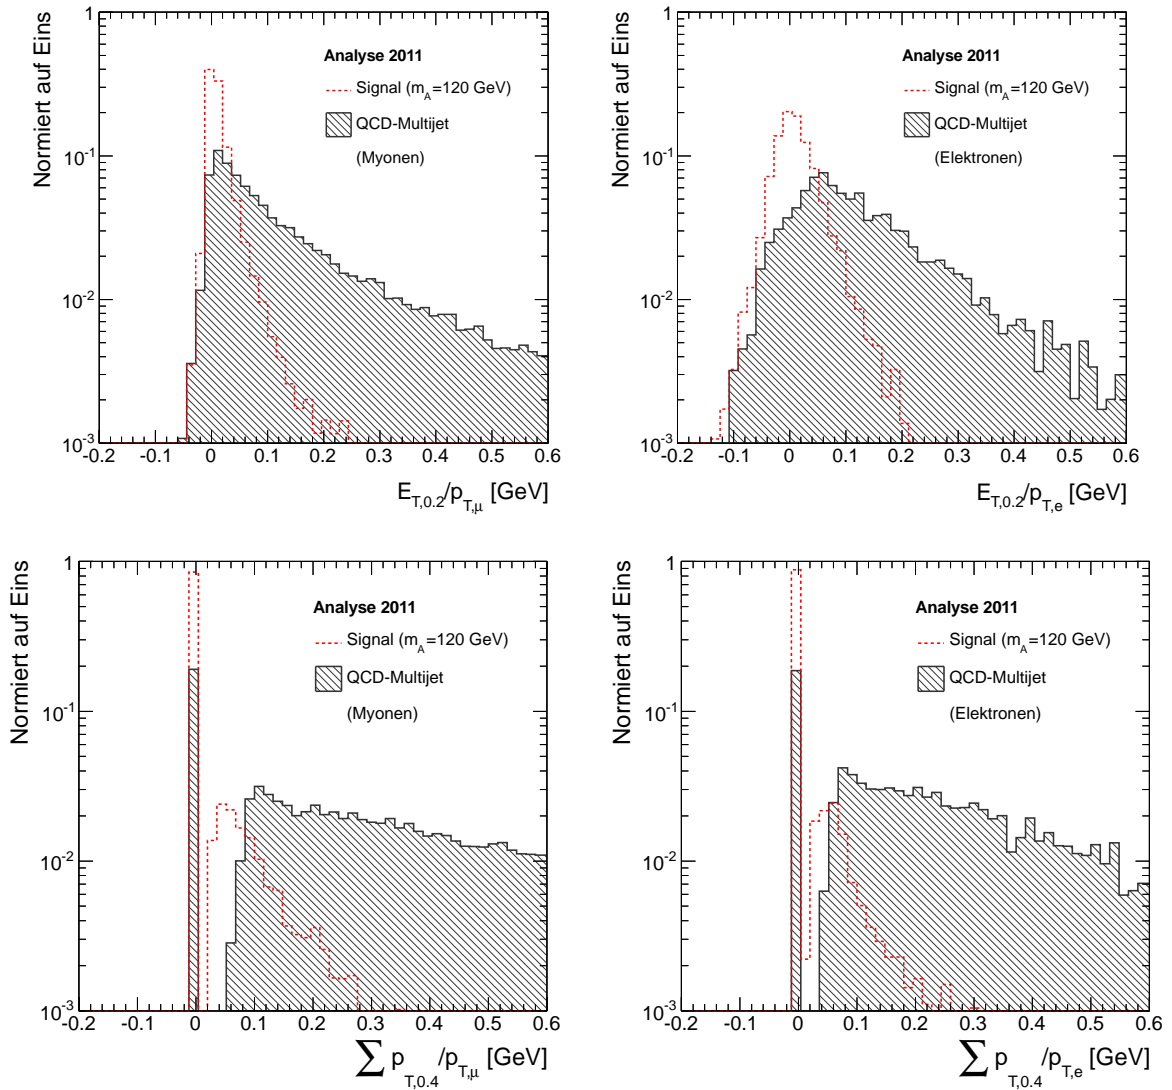 Normiert auf Eins
1
10^-1
10^-2
10^-3
Analyse 2011
Signal (m_A=120 GeV)
QCD-Multijet
(Myonen)
-0.2 -0.1 0 0.1 0.2 0.3 0.4 0.5 0.6
E_T,0.2/p_T,μ [GeV]
Normiert auf Eins
1
10^-1
10^-2
10^-3
Analyse 2011
Signal (m_A=120 GeV)
QCD-Multijet
(Elektronen)
-0.2 -0.1 0 0.1 0.2 0.3 0.4 0.5 0.6
E_T,0.2/p_T,e [GeV]
Normiert auf Eins
1
10^-1
10^-2
10^-3
Analyse 2011
Signal (m_A=120 GeV)
QCD-Multijet
(Myonen)
-0.2 -0.1 0 0.1 0.2 0.3 0.4 0.5 0.6
∑ p_T,0.4/p_T,μ [GeV]
Normiert auf Eins
1
10^-1
10^-2
10^-3
Analyse 2011
Signal (m_A=120 GeV)
QCD-Multijet
(Elektronen)
-0.2 -0.1 0 0.1 0.2 0.3 0.4 0.5 0.6
∑ p_T,0.4/p_T,e [GeV]